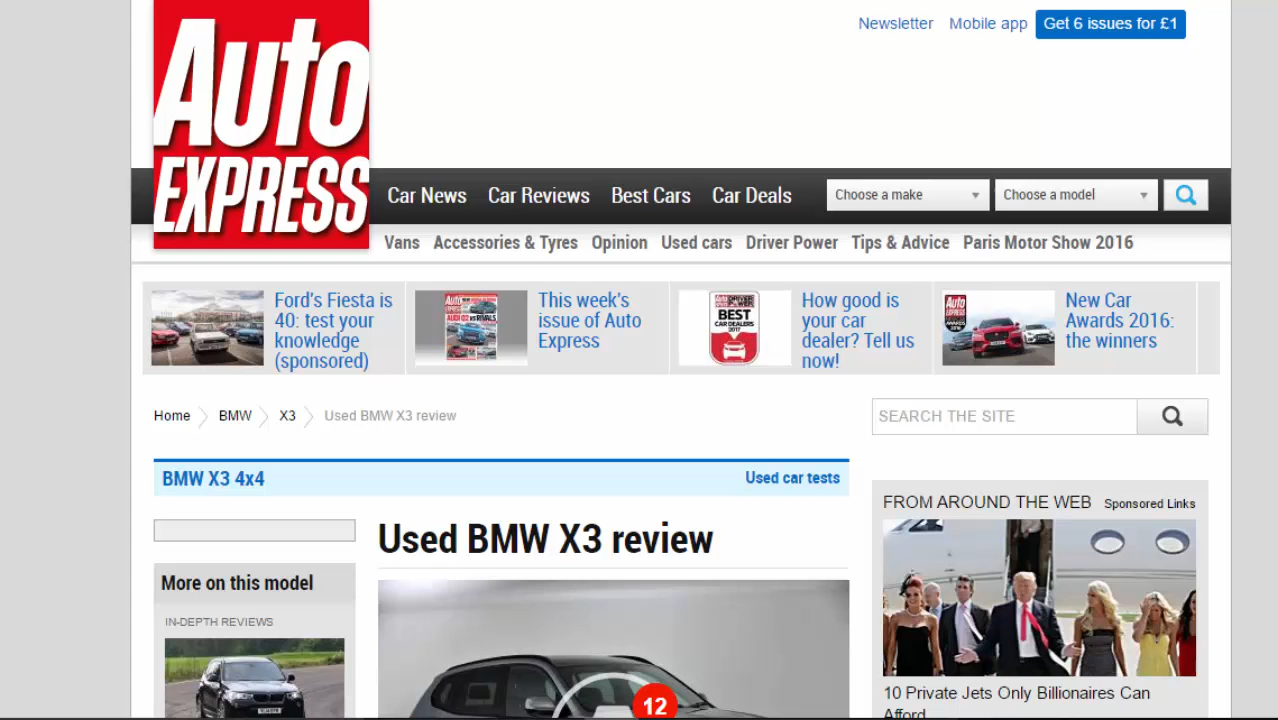 Newsletter Mobile app Get 6 issues for £1
Auto
EXPRESS
Car News Car Reviews Best Cars Car Deals Choose a make Choose a model
Vans Accessories & Tyres Opinion Used cars Driver Power Tips & Advice Paris Motor Show 2016
Ford's Fiesta is
40: test your
knowledge
(sponsored)
This week's
issue of Auto
Express
BEST
CAR DEALERS
2017
How good is
your car
dealer? Tell us
now!
New Car
Awards 2016:
the winners
Home BMW X3 Used BMW X3 review
SEARCH THE SITE
BMW X3 4x4 Used car tests
FROM AROUND THE WEB Sponsored Links
Used BMW X3 review
More on this model
IN-DEPTH REVIEWS
12
10 Private Jets Only Billionaires Can
Afford